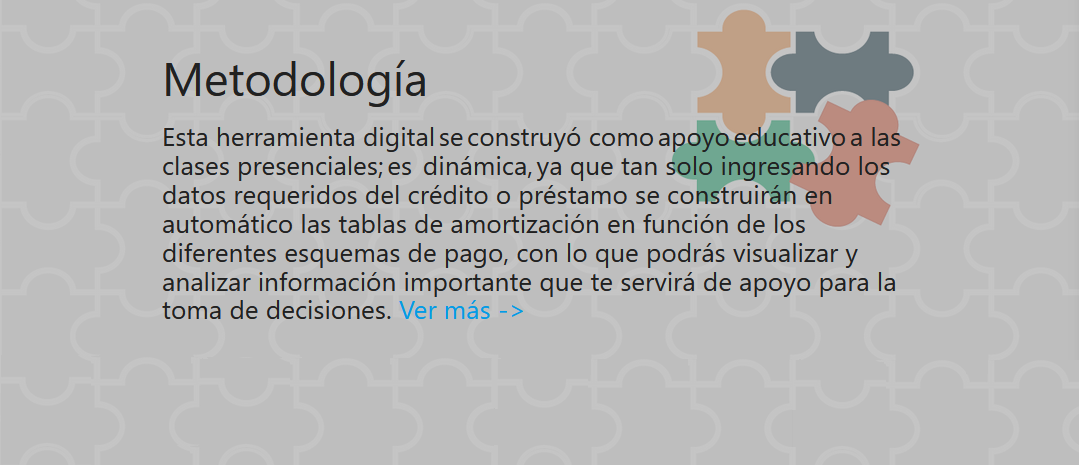 Metodología
Esta herramienta digital se construyó como apoyo educativo a las
clases presenciales; es dinámica, ya que tan solo ingresando los
datos requeridos del crédito o préstamo se construirán en
automático las tablas de amortización en función de los
diferentes esquemas de pago, con lo que podrás visualizar y
analizar información importante que te servirá de apoyo para la
toma de decisiones. Ver más ->